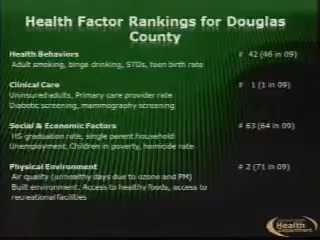 Health Factor Rankings for Douglas
County
Health Behaviors # 42 (46 in 09)
Adult smoking, binge drinking, STDs, teen birth rate
Clinical Care # 1 (1 in 09)
Uninsured adults, Primary care provider rate
Diabetic screening, mammography screening
Social & Economic Factors # 63 (64 in 09)
HS graduation rate, single parent household
Unemployment, Children in poverty, homicide rate
Physical Environment # 2 (71 in 09)
Air quality (unhealthy days due to ozone and PM)
Built environment. Access to healthy foods, access to
recreational facilities
Health
Department